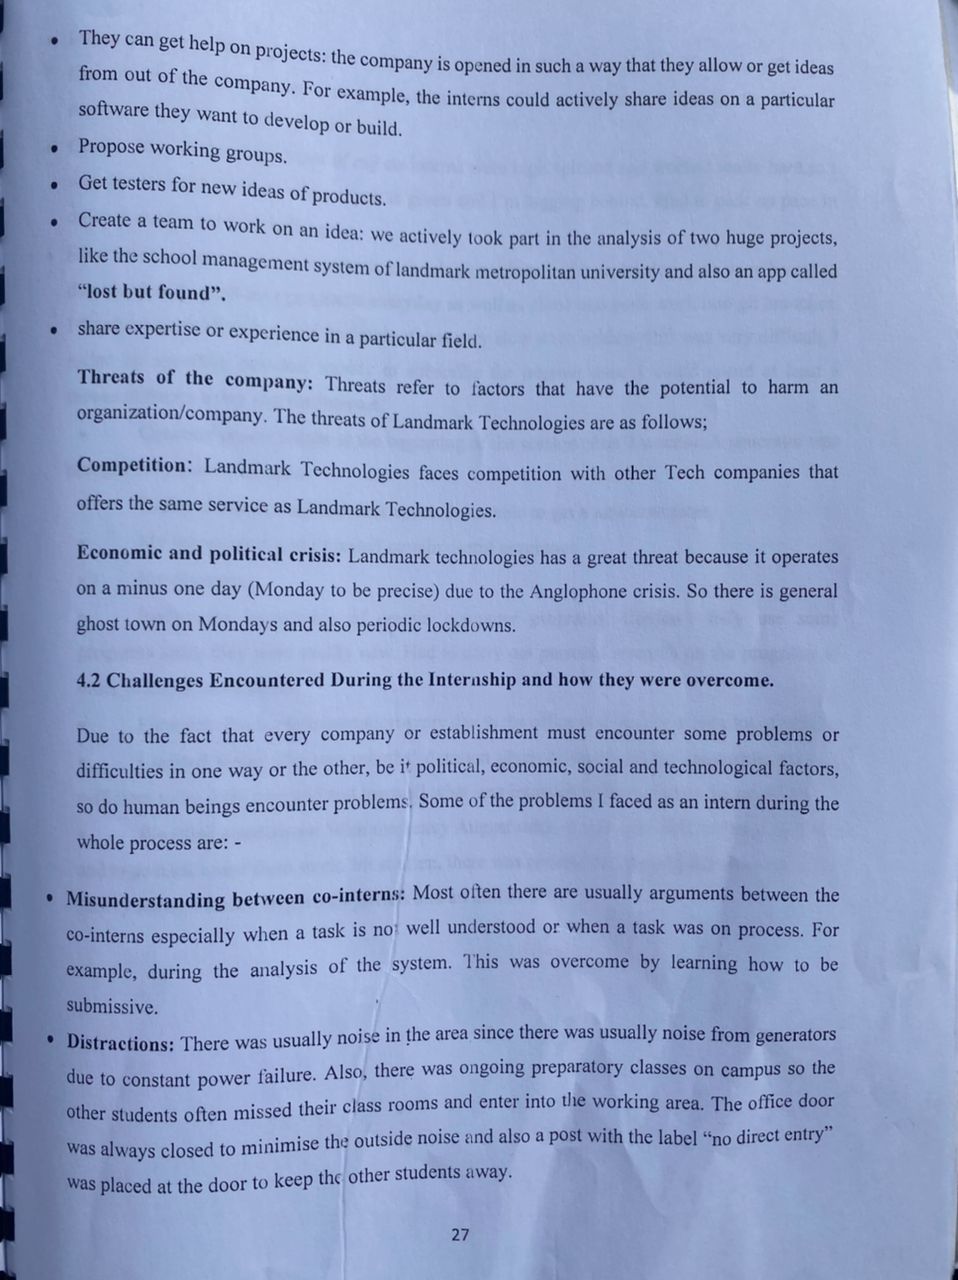 • They can get help on projects: the company is opened in such a way that they allow or get ideas
from out of the company. For example, the interns could actively share ideas on a particular
software they want to develop or build.
• Propose working groups.
• Get testers for new ideas of products.
• Create a team to work on an idea: we actively took part in the analysis of two huge projects,
like the school management system of landmark metropolitan university and also an app called
“lost but found”.
• share expertise or experience in a particular field.
Threats of the company: Threats refer to factors that have the potential to harm an
organization/company. The threats of Landmark Technologies are as follows;
Competition: Landmark Technologies faces competition with other Tech companies that
offers the same service as Landmark Technologies.
Economic and political crisis: Landmark technologies has a great threat because it operates
on a minus one day (Monday to be precise) due to the Anglophone crisis. So there is general
ghost town on Mondays and also periodic lockdowns.
4.2 Challenges Encountered During the Internship and how they were overcome.
Due to the fact that every company or establishment must encounter some problems or
difficulties in one way or the other, be it political, economic, social and technological factors,
so do human beings encounter problems. Some of the problems I faced as an intern during the
whole process are: -
• Misunderstanding between co-interns: Most often there are usually arguments between the
co-interns especially when a task is not well understood or when a task was on process. For
example, during the analysis of the system. This was overcome by learning how to be
submissive.
• Distractions: There was usually noise in the area since there was usually noise from generators
due to constant power failure. Also, there was ongoing preparatory classes on campus so the
other students often missed their class rooms and enter into the working area. The office door
was always closed to minimise the outside noise and also a post with the label “no direct entry”
was placed at the door to keep the other students away.
27